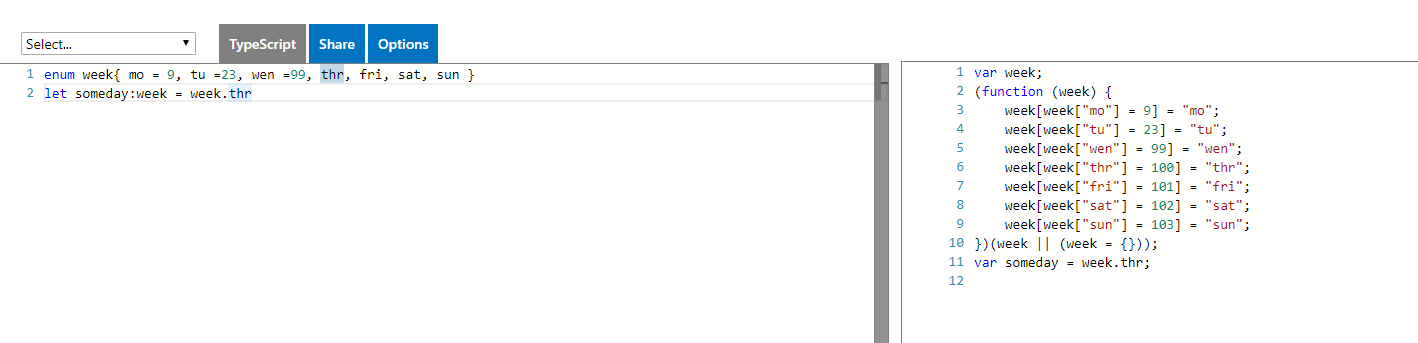 Select...
TypeScript
Share
Options
1 enum week{ mo = 9, tu =23, wen =99, thr, fri, sat, sun }
2 let someday:week = week.thr
1 var week;
2 (function (week) {
3 week[week["mo"] = 9] = "mo";
4 week[week["tu"] = 23] = "tu";
5 week[week["wen"] = 99] = "wen";
6 week[week["thr"] = 100] = "thr";
7 week[week["fri"] = 101] = "fri";
8 week[week["sat"] = 102] = "sat";
9 week[week["sun"] = 103] = "sun";
10 })(week || (week = {}));
11 var someday = week.thr;
12